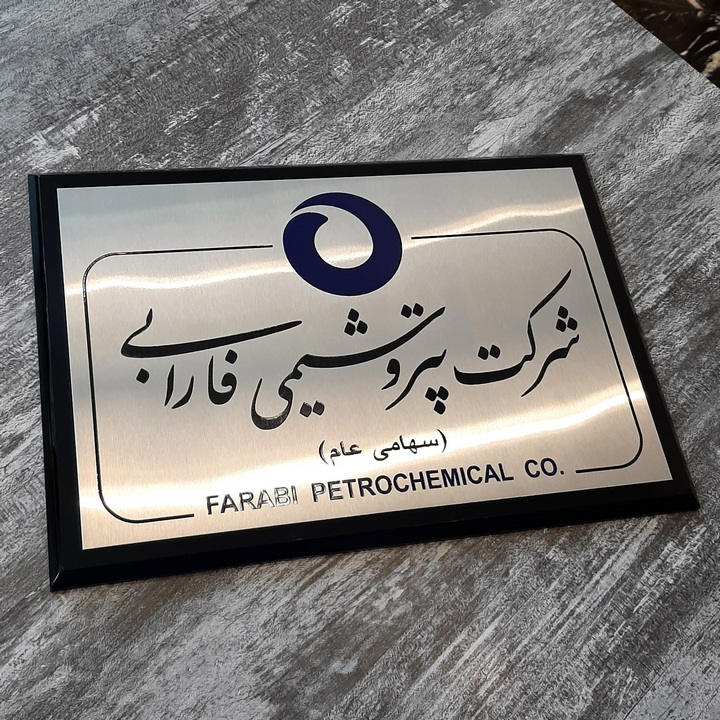 شرکت پتروشیمی فارابی
(سهامی عام)
FARABI PETROCHEMICAL CO.